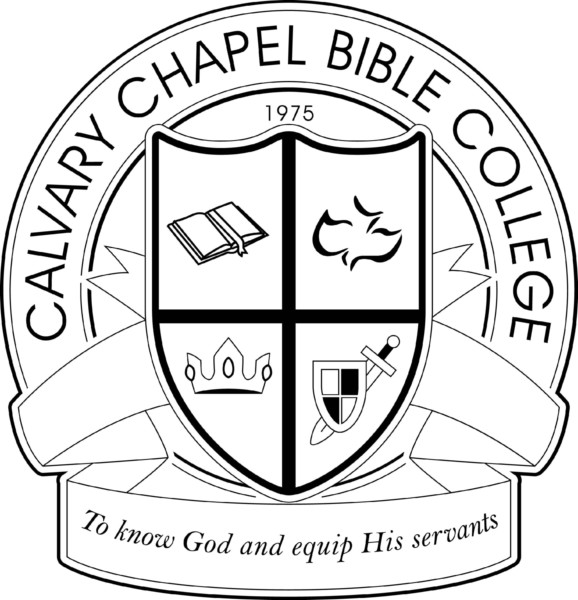 CALVARY CHAPEL BIBLE COLLEGE
1975
To know God and equip His servants